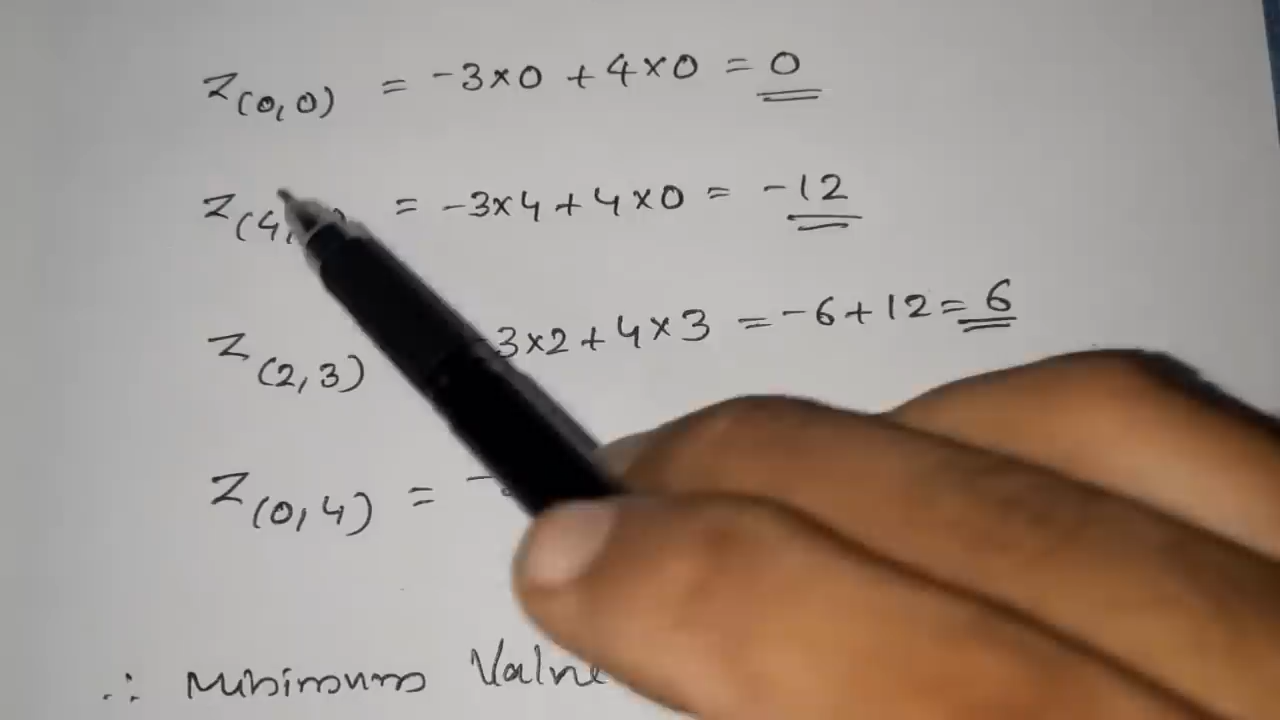 Z(0,0) = -3×0 + 4×0 = 0
Z(4, = -3×4 + 4×0 = -12
Z(2,3) 3×2 + 4×3 = -6 + 12 = 6
Z(0,4) = -
∴ Minimum Value